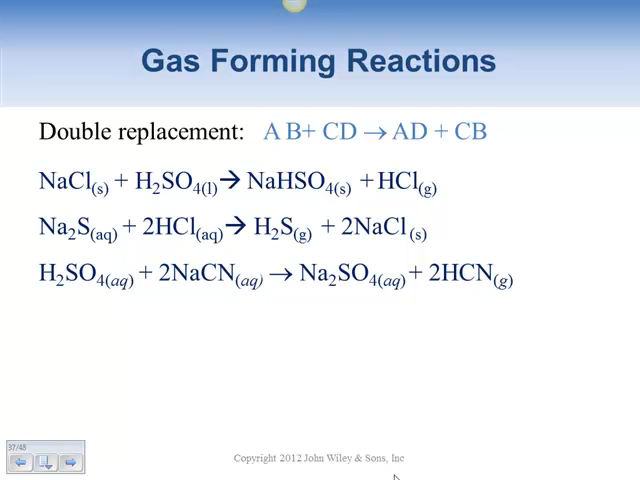 Gas Forming Reactions
Double replacement: A B+ CD → AD + CB
NaCl(s) + H2SO4(l)➔ NaHSO4(s) +HCl(g)
Na2S(aq) + 2HCl(aq)➔ H2S(g) + 2NaCl (s)
H2SO4(aq) + 2NaCN(aq) → Na2SO4(aq) + 2HCN(g)
37/48
Copyright 2012 John Wiley & Sons, Inc